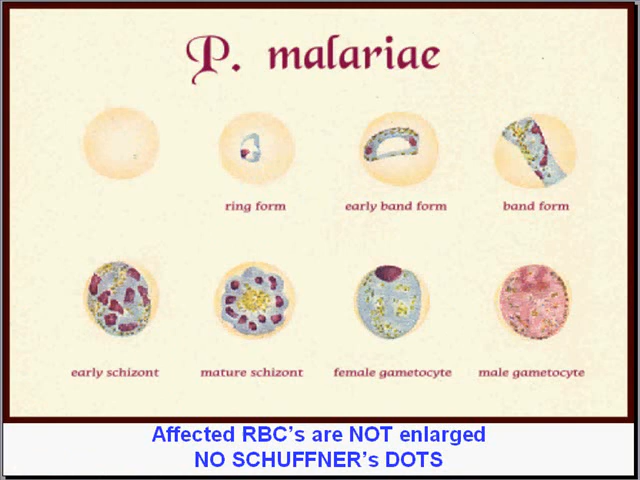 P. malariae
ring form
early band form
band form
early schizont
mature schizont
female gametocyte
male gametocyte
Affected RBC's are NOT enlarged
NO SCHUFFNER's DOTS